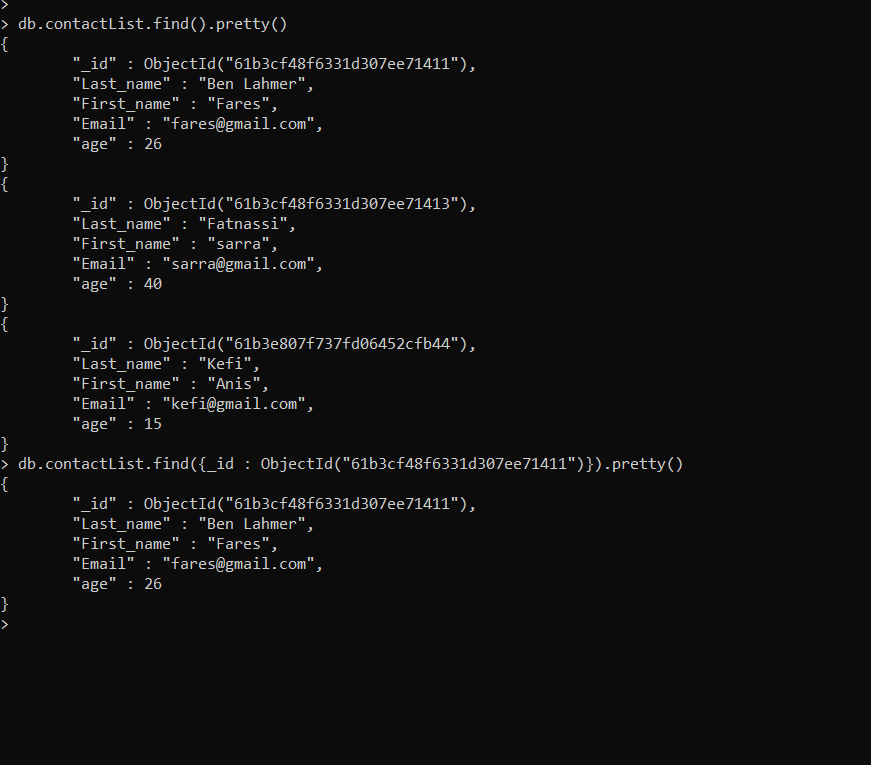 >
> db.contactList.find().pretty()
{
        "_id" : ObjectId("61b3cf48f6331d307ee71411"),
        "Last_name" : "Ben Lahmer",
        "First_name" : "Fares",
        "Email" : "fares@gmail.com",
        "age" : 26
}
{
        "_id" : ObjectId("61b3cf48f6331d307ee71413"),
        "Last_name" : "Fatnassi",
        "First_name" : "sarra",
        "Email" : "sarra@gmail.com",
        "age" : 40
}
{
        "_id" : ObjectId("61b3e807f737fd06452cfb44"),
        "Last_name" : "Kefi",
        "First_name" : "Anis",
        "Email" : "kefi@gmail.com",
        "age" : 15
}
> db.contactList.find({_id : ObjectId("61b3cf48f6331d307ee71411")}).pretty()
{
        "_id" : ObjectId("61b3cf48f6331d307ee71411"),
        "Last_name" : "Ben Lahmer",
        "First_name" : "Fares",
        "Email" : "fares@gmail.com",
        "age" : 26
}
>